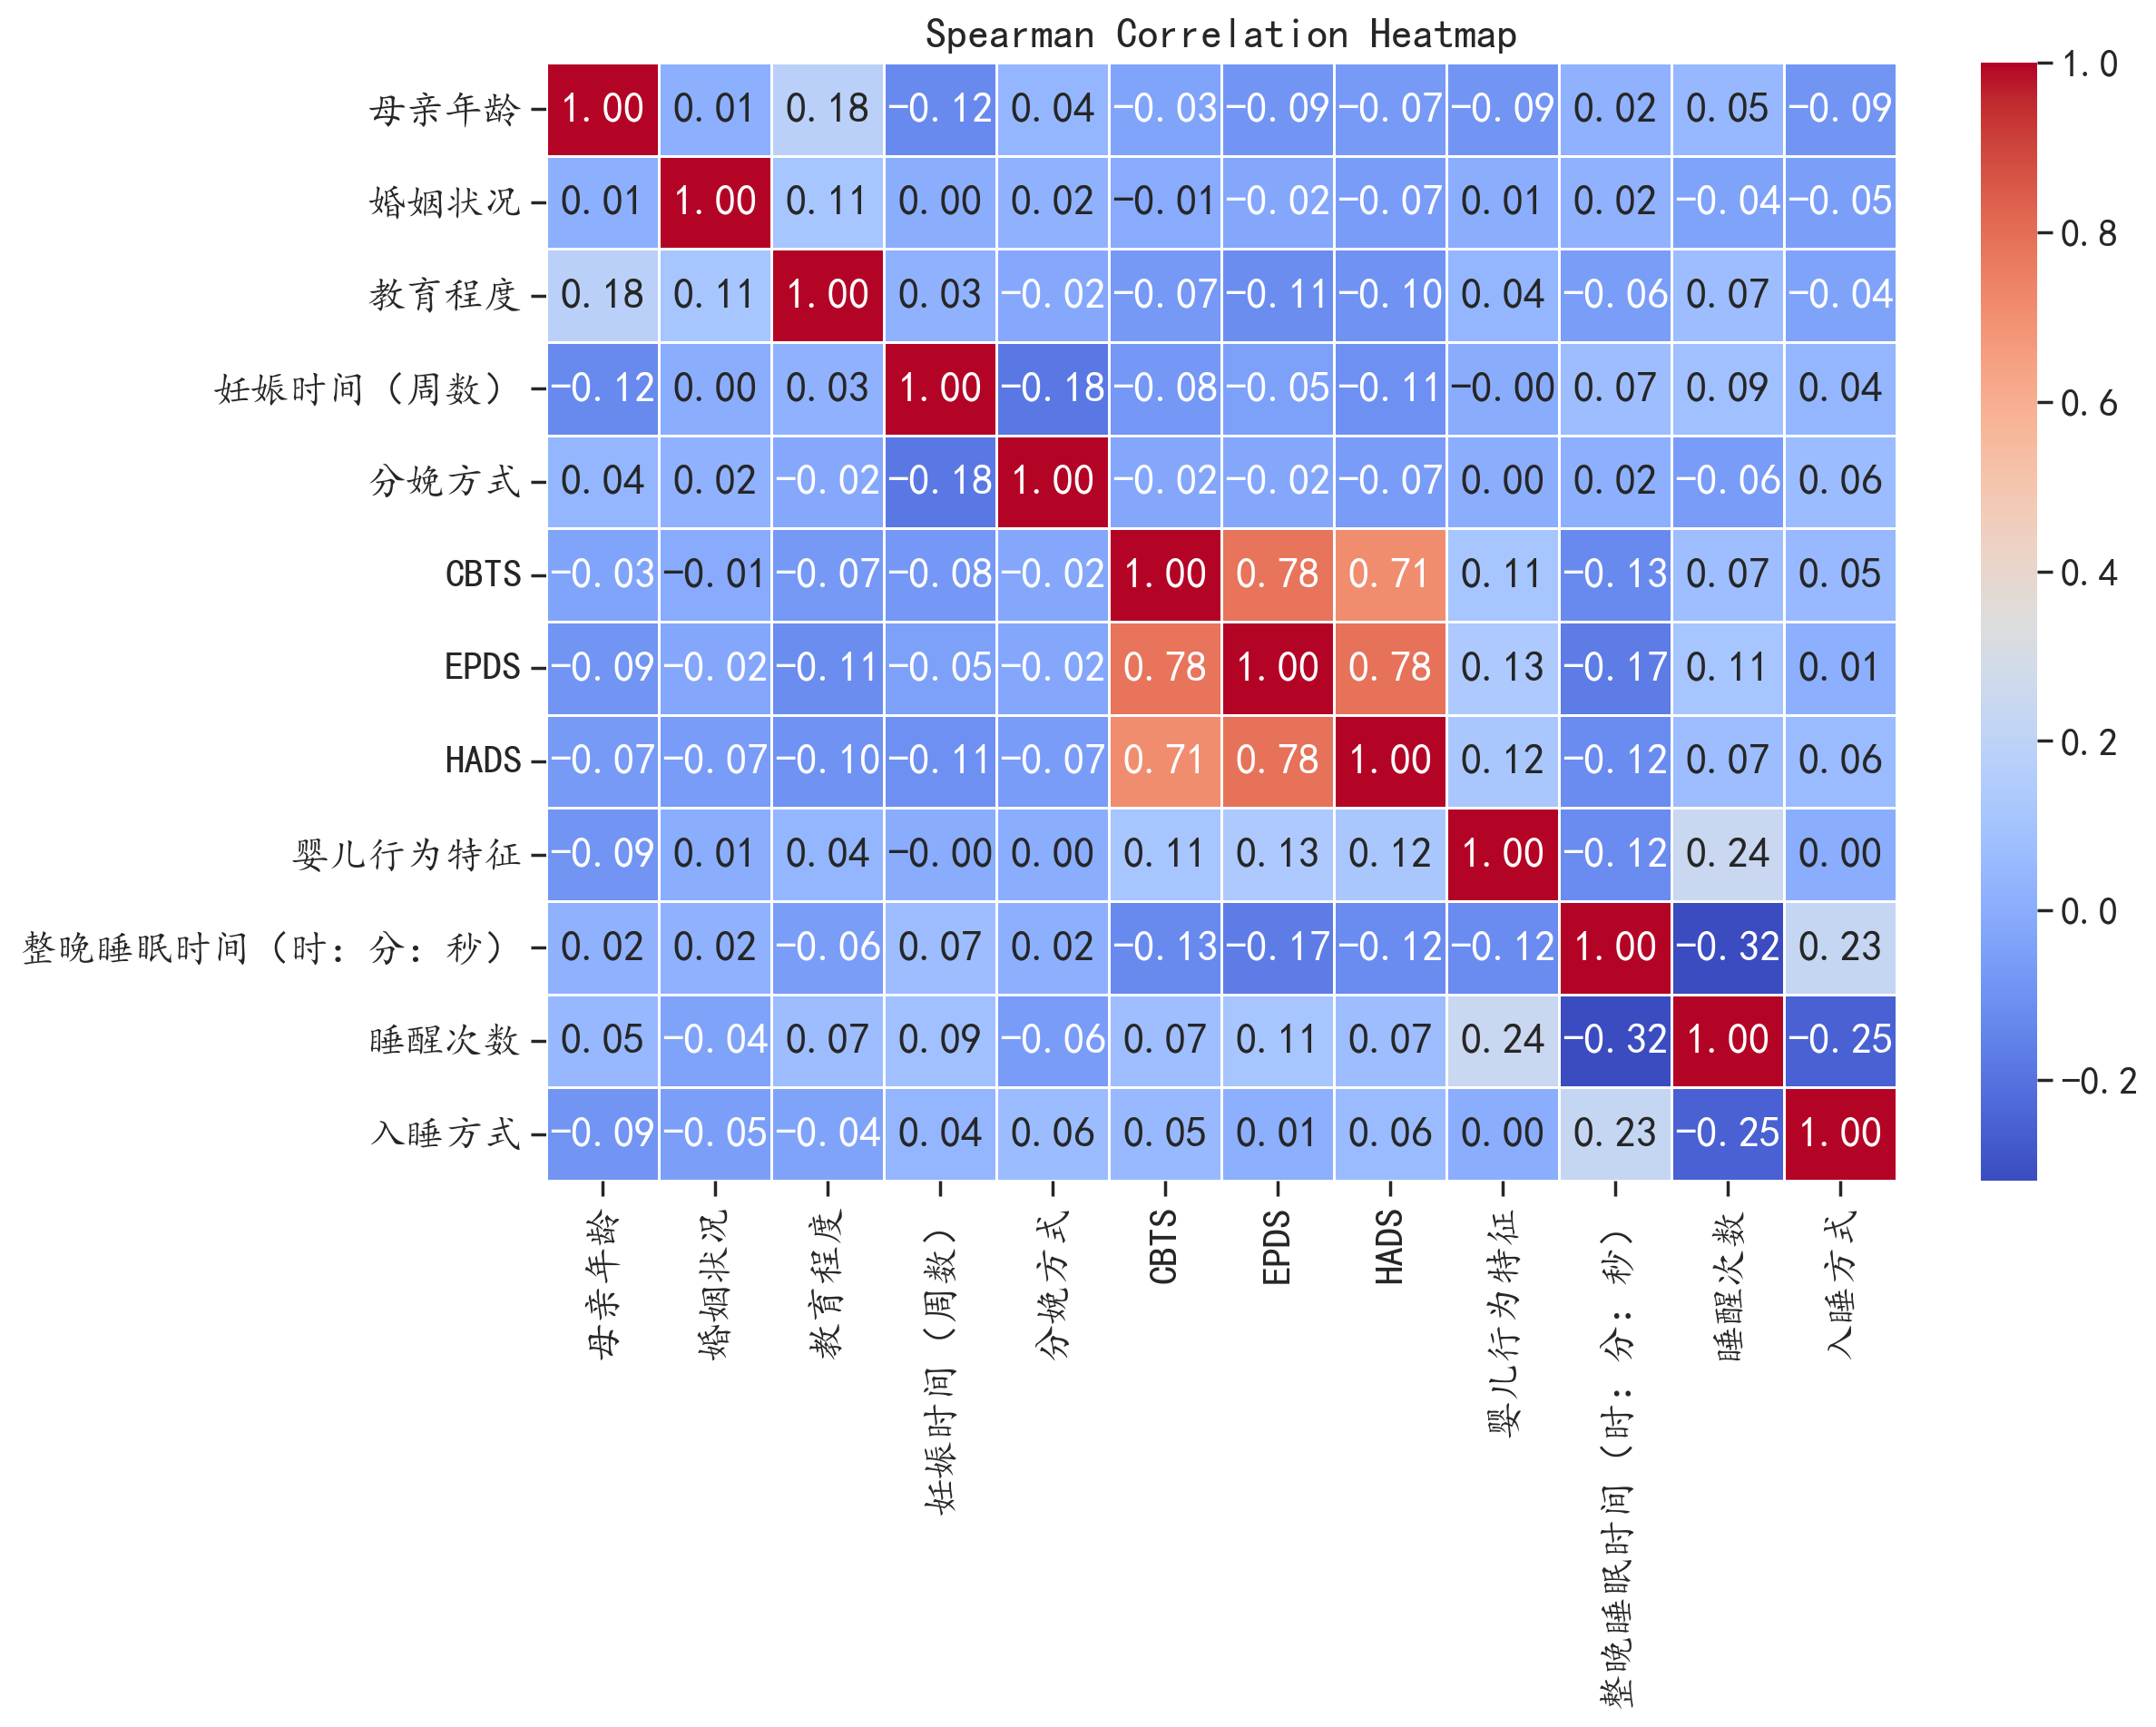 Spearman Correlation Heatmap
母亲年龄 1.00 0.01 0.18 -0.12 0.04 -0.03 -0.09 -0.07 -0.09 0.02 0.05 -0.09
婚姻状况 0.01 1.00 0.11 0.00 0.02 -0.01 -0.02 -0.07 0.01 0.02 -0.04 -0.05
教育程度 0.18 0.11 1.00 0.03 -0.02 -0.07 -0.11 -0.10 0.04 -0.06 0.07 -0.04
妊娠时间（周数） -0.12 0.00 0.03 1.00 -0.18 -0.08 -0.05 -0.11 -0.00 0.07 0.09 0.04
分娩方式 0.04 0.02 -0.02 -0.18 1.00 -0.02 -0.02 -0.07 0.00 0.02 -0.06 0.06
CBTS -0.03 -0.01 -0.07 -0.08 -0.02 1.00 0.78 0.71 0.11 -0.13 0.07 0.05
EPDS -0.09 -0.02 -0.11 -0.05 -0.02 0.78 1.00 0.78 0.13 -0.17 0.11 0.01
HADS -0.07 -0.07 -0.10 -0.11 -0.07 0.71 0.78 1.00 0.12 -0.12 0.07 0.06
婴儿行为特征 -0.09 0.01 0.04 -0.00 0.00 0.11 0.13 0.12 1.00 -0.12 0.24 0.00
整晚睡眠时间（时：分：秒） 0.02 0.02 -0.06 0.07 0.02 -0.13 -0.17 -0.12 -0.12 1.00 -0.32 0.23
睡醒次数 0.05 -0.04 0.07 0.09 -0.06 0.07 0.11 0.07 0.24 -0.32 1.00 -0.25
入睡方式 -0.09 -0.05 -0.04 0.04 0.06 0.05 0.01 0.06 0.00 0.23 -0.25 1.00
母亲年龄
婚姻状况
教育程度
妊娠时间（周数）
分娩方式
CBTS
EPDS
HADS
婴儿行为特征
整晚睡眠时间（时：分：秒）
睡醒次数
入睡方式
1.0
0.8
0.6
0.4
0.2
0.0
-0.2